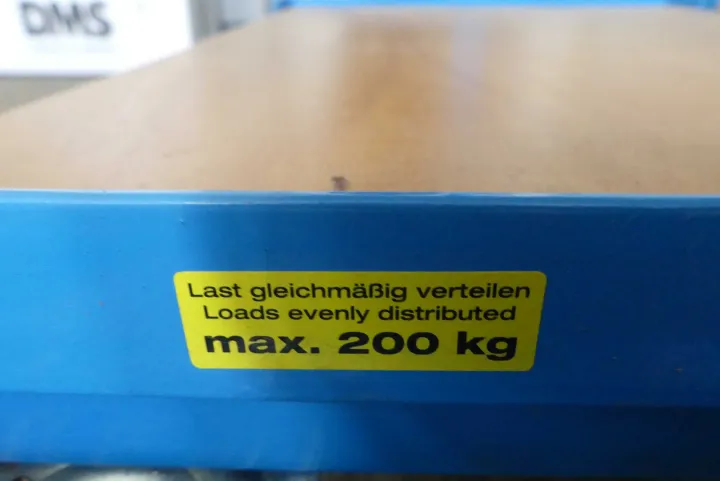 DMS
Last gleichmäßig verteilen
Loads evenly distributed
max. 200 kg